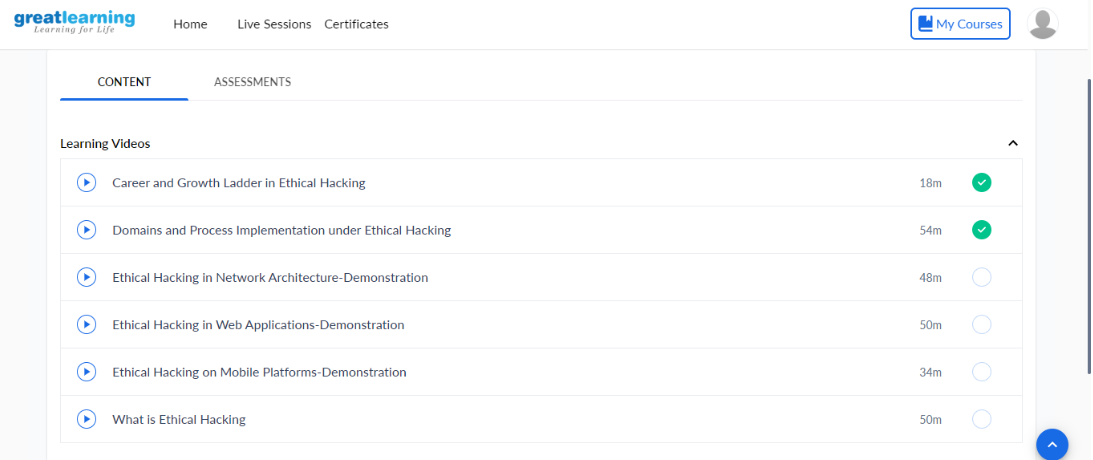 greatlearning
Learning for Life
Home Live Sessions Certificates
My Courses
CONTENT ASSESSMENTS
Learning Videos
Career and Growth Ladder in Ethical Hacking 18m
Domains and Process Implementation under Ethical Hacking 54m
Ethical Hacking in Network Architecture-Demonstration 48m
Ethical Hacking in Web Applications-Demonstration 50m
Ethical Hacking on Mobile Platforms-Demonstration 34m
What is Ethical Hacking 50m